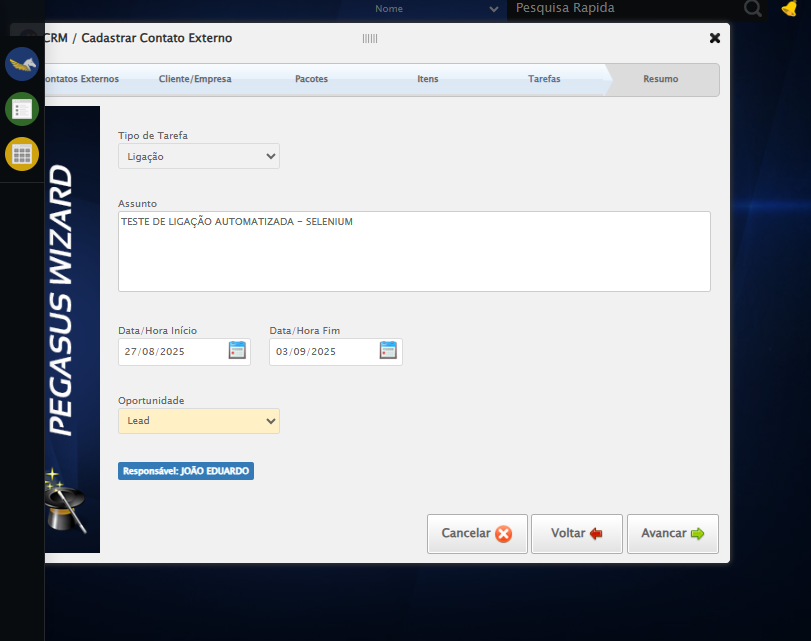 Nome
Pesquisa Rapida
CRM / Cadastrar Contato Externo
ontatos Externos
Cliente/Empresa
Pacotes
Itens
Tarefas
Resumo
PEGASUS WIZARD
Tipo de Tarefa
Ligação
Assunto
TESTE DE LIGAÇÃO AUTOMATIZADA - SELENIUM
Data/Hora Início
Data/Hora Fim
27/08/2025
03/09/2025
Oportunidade
Lead
Responsável: JOÃO EDUARDO
Cancelar
Voltar
Avancar